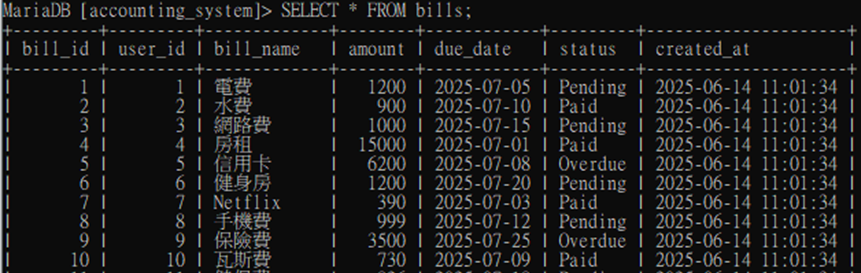 MariaDB [accounting_system]> SELECT * FROM bills;
| bill_id | user_id | bill_name | amount | due_date | status | created_at |
| 1 | 1 | 電費 | 1200 | 2025-07-05 | Pending | 2025-06-14 11:01:34 |
| 2 | 2 | 水費 | 900 | 2025-07-10 | Paid | 2025-06-14 11:01:34 |
| 3 | 3 | 網路費 | 1000 | 2025-07-15 | Pending | 2025-06-14 11:01:34 |
| 4 | 4 | 房租 | 15000 | 2025-07-01 | Paid | 2025-06-14 11:01:34 |
| 5 | 5 | 信用卡 | 6200 | 2025-07-08 | Overdue | 2025-06-14 11:01:34 |
| 6 | 6 | 健身房 | 1200 | 2025-07-20 | Pending | 2025-06-14 11:01:34 |
| 7 | 7 | Netflix | 390 | 2025-07-03 | Paid | 2025-06-14 11:01:34 |
| 8 | 8 | 手機費 | 999 | 2025-07-12 | Pending | 2025-06-14 11:01:34 |
| 9 | 9 | 保險費 | 3500 | 2025-07-25 | Overdue | 2025-06-14 11:01:34 |
| 10 | 10 | 瓦斯費 | 730 | 2025-07-09 | Paid | 2025-06-14 11:01:34 |